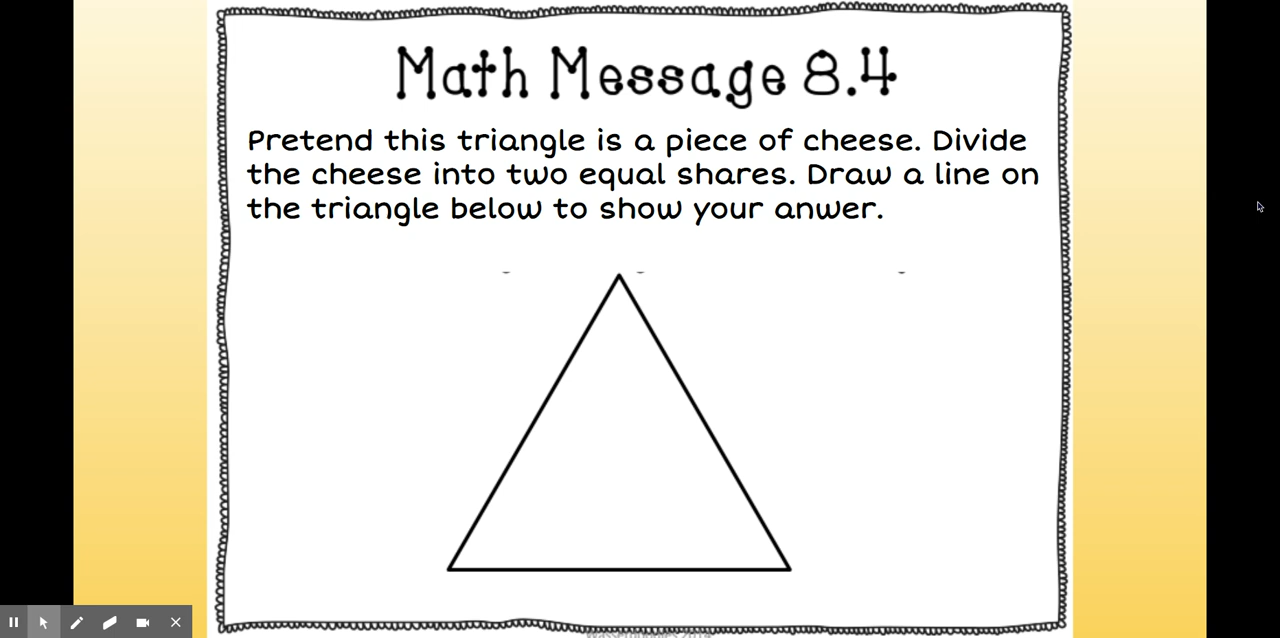 Math Message 8.4
Pretend this triangle is a piece of cheese. Divide
the cheese into two equal shares. Draw a line on
the triangle below to show your anwer.